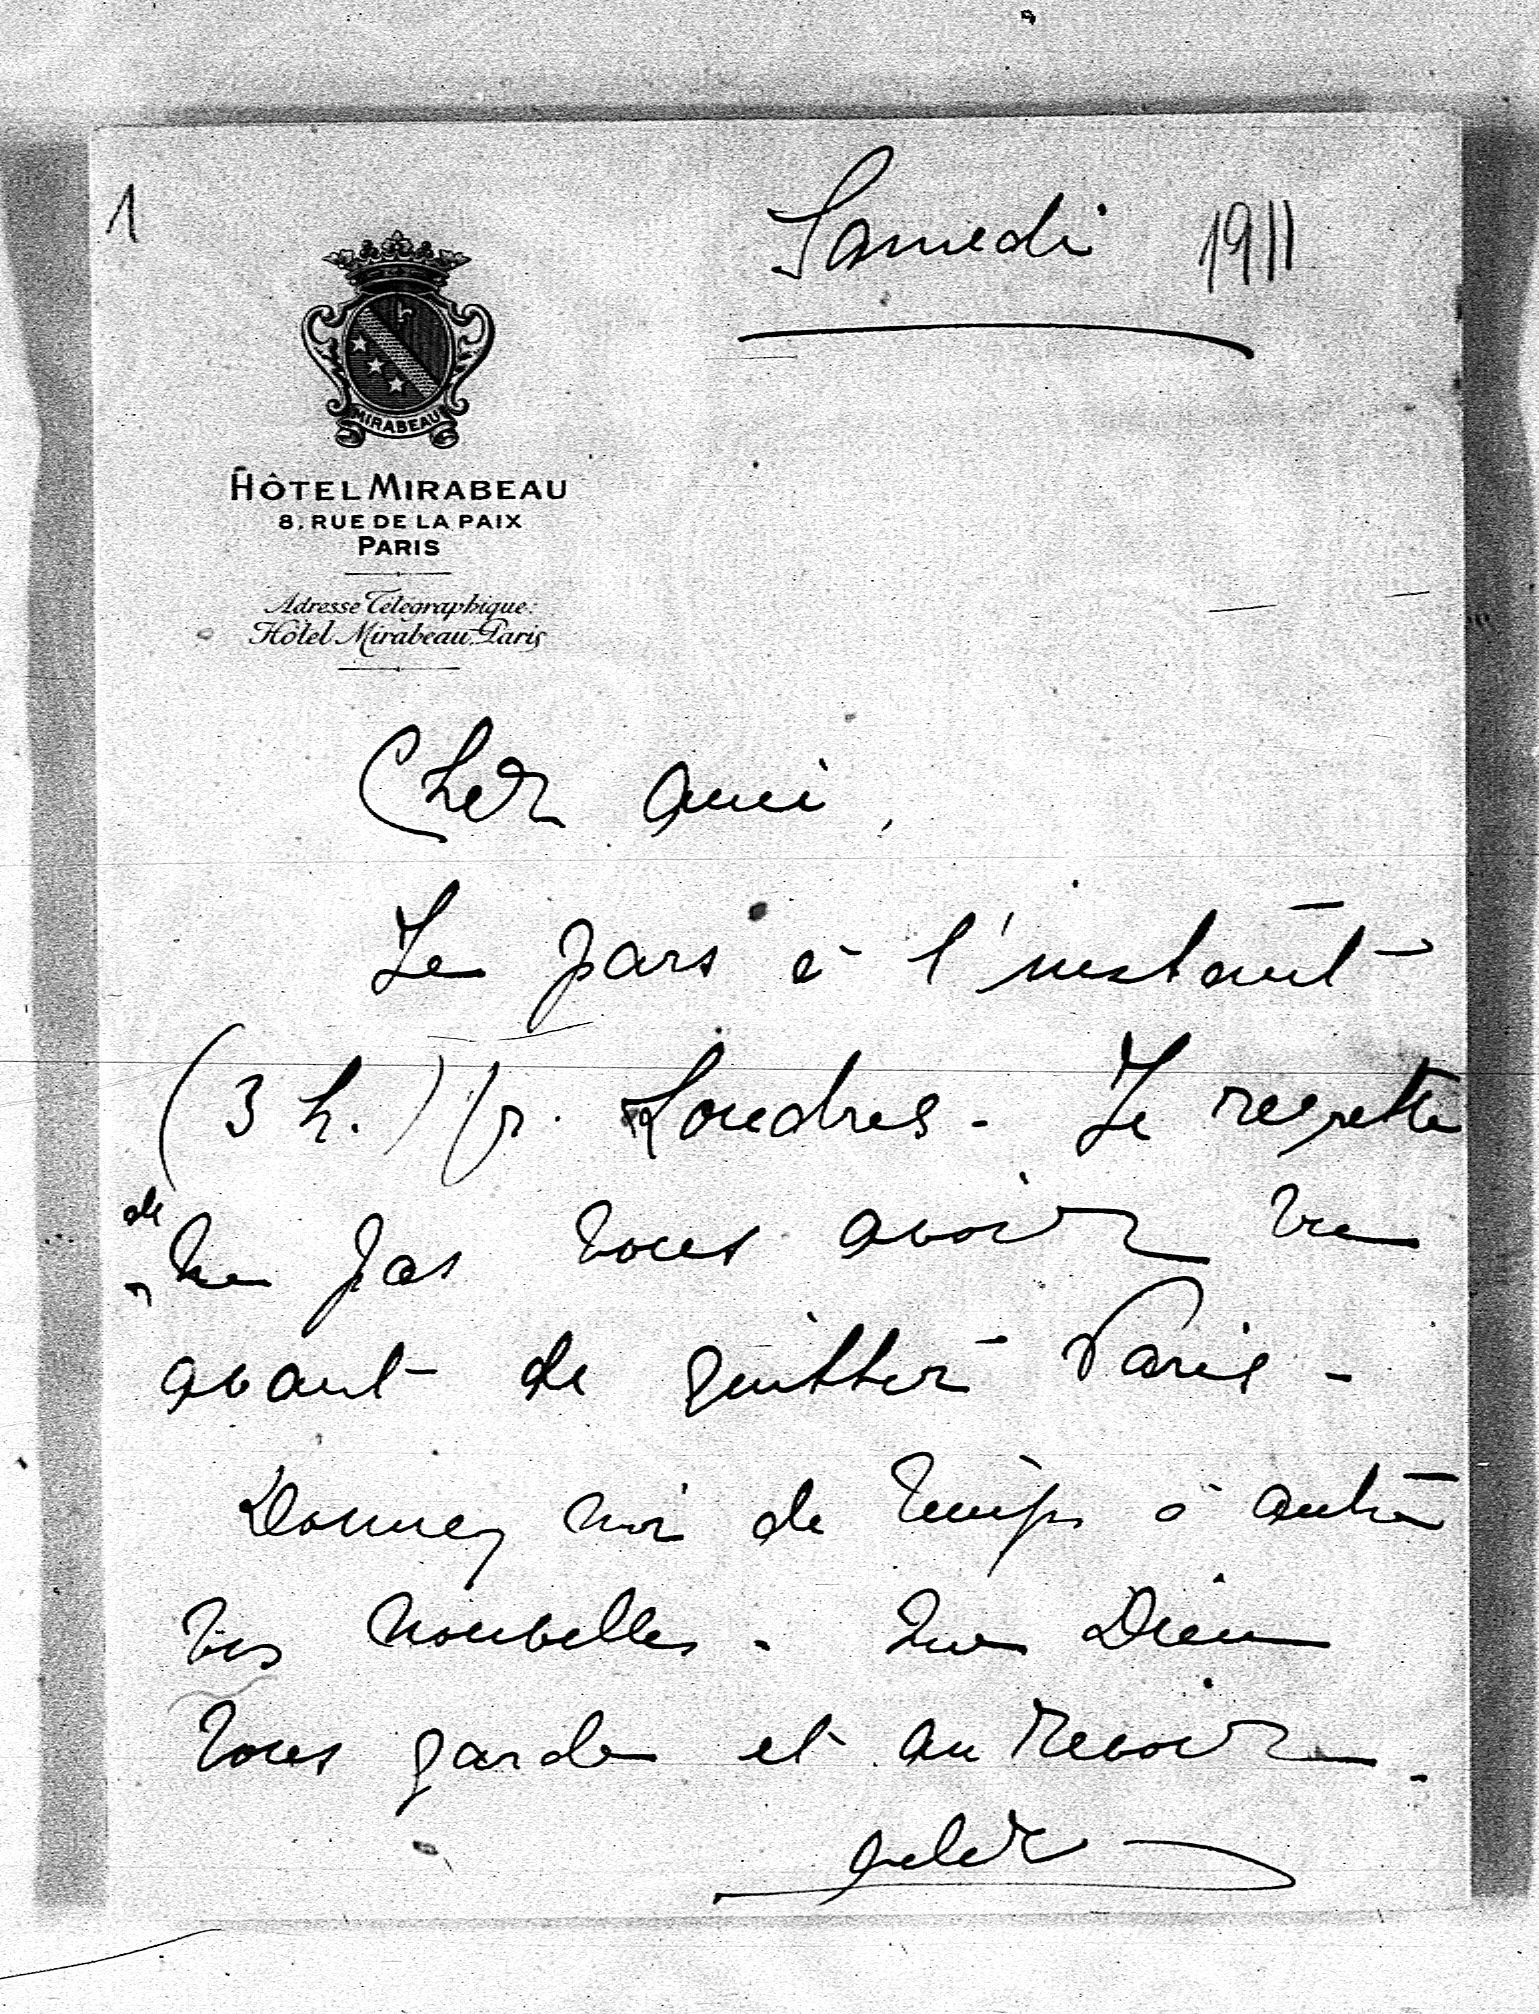 1
Samedi 1911
MIRABEAU
HÔTEL MIRABEAU
8, RUE DE LA PAIX
PARIS
Adresse Télégraphique:
Hôtel Mirabeau-Paris
Cher ami,
Je pars à l'instant
(3 h.) pr. Londres - Je regrette
de
ne pas vous avoir vu
avant de quitter Paris -
Donnez moi de temps à autre
vos nouvelles - Que Dieu
vous garde et au revoir -